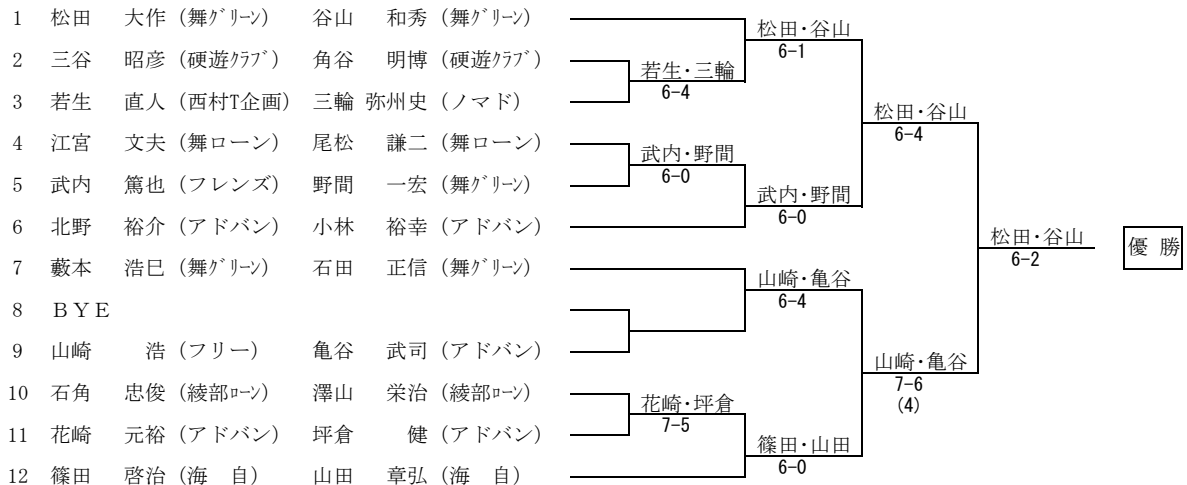 1 松田 大作 (舞ｸﾞﾘｰﾝ) 谷山 和秀 (舞ｸﾞﾘｰﾝ)
松田・谷山
6-1
2 三谷 昭彦 (硬遊ｸﾗﾌﾞ) 角谷 明博 (硬遊ｸﾗﾌﾞ)
若生・三輪
6-4
3 若生 直人 (西村T企画) 三輪 弥州史 (ノマド)
松田・谷山
6-4
4 江宮 文夫 (舞ローン) 尾松 謙二 (舞ローン)
武内・野間
6-0
5 武内 篤也 (フレンズ) 野間 一宏 (舞ｸﾞﾘｰﾝ)
武内・野間
6-0
6 北野 裕介 (アドバン) 小林 裕幸 (アドバン)
松田・谷山
6-2
優 勝
7 藪本 浩巳 (舞ｸﾞﾘｰﾝ) 石田 正信 (舞ｸﾞﾘｰﾝ)
山崎・亀谷
6-4
8 ＢＹＥ
9 山崎 浩 (フリー) 亀谷 武司 (アドバン)
山崎・亀谷
7-6
(4)
10 石角 忠俊 (綾部ﾛｰﾝ) 澤山 栄治 (綾部ﾛｰﾝ)
花崎・坪倉
7-5
11 花崎 元裕 (アドバン) 坪倉 健 (アドバン)
篠田・山田
6-0
12 篠田 啓治 (海 自) 山田 章弘 (海 自)